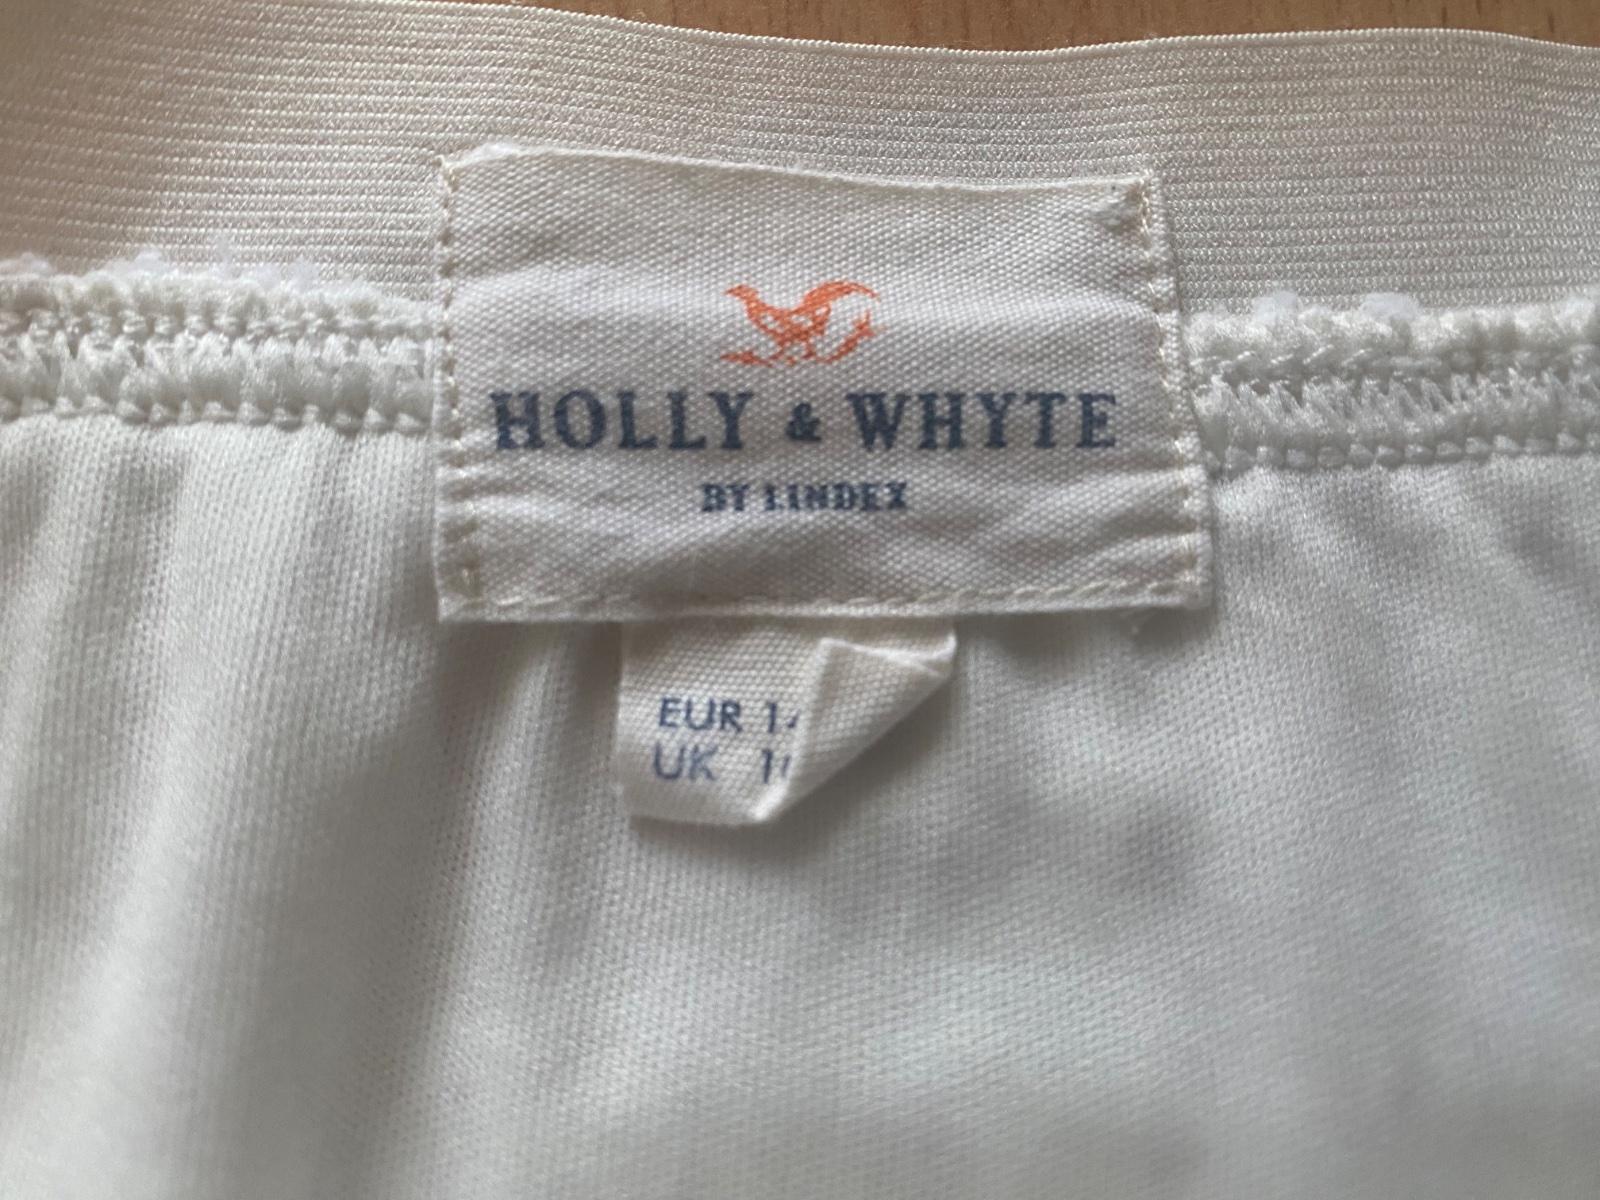 HOLLY & WHYTE
BY LINDEX
EUR
UK